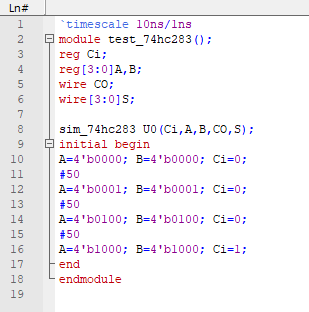 Ln#
1 `timescale 10ns/1ns
2 module test_74hc283();
3 reg Ci;
4 reg[3:0]A,B;
5 wire CO;
6 wire[3:0]S;
7
8 sim_74hc283 U0(Ci,A,B,CO,S);
9 initial begin
10 A=4'b0000; B=4'b0000; Ci=0;
11 #50
12 A=4'b0001; B=4'b0001; Ci=0;
13 #50
14 A=4'b0100; B=4'b0100; Ci=0;
15 #50
16 A=4'b1000; B=4'b1000; Ci=1;
17 end
18 endmodule
19